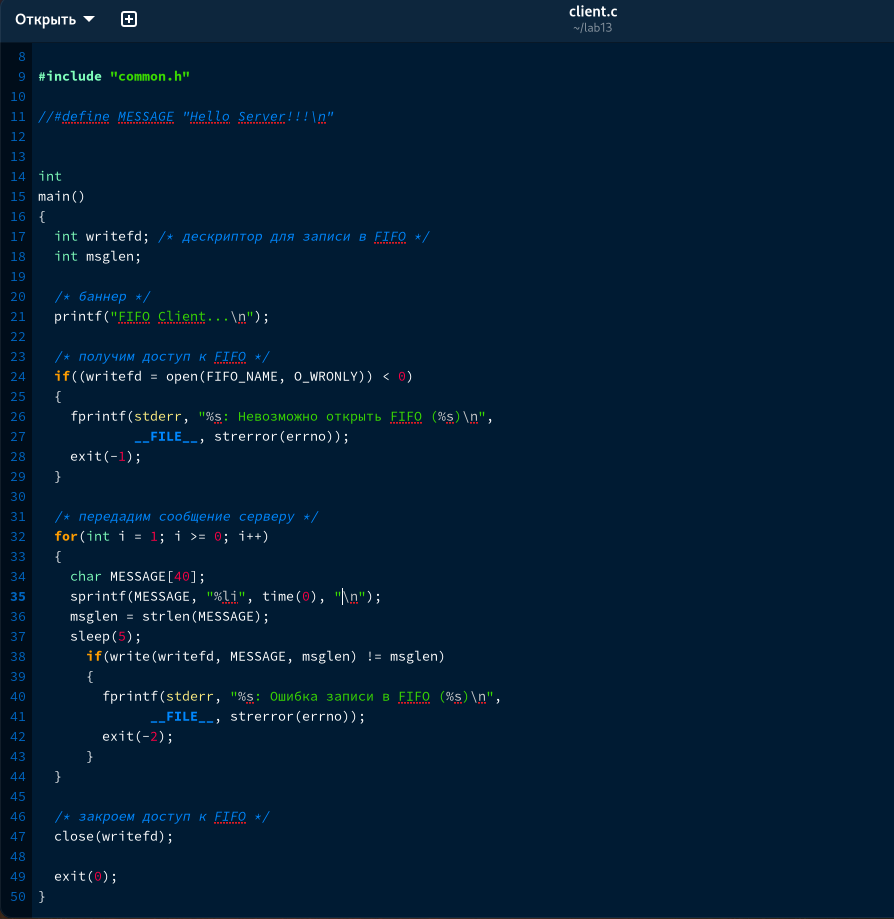 Открыть
client.c
~/lab13
8
9 #include "common.h"
10
11 //#define MESSAGE "Hello Server!!!\n"
12
13
14 int
15 main()
16 {
17   int writefd; /* дескриптор для записи в FIFO */
18   int msglen;
19
20   /* баннер */
21   printf("FIFO Client...\n");
22
23   /* получим доступ к FIFO */
24   if((writefd = open(FIFO_NAME, O_WRONLY)) < 0)
25   {
26     fprintf(stderr, "%s: Невозможно открыть FIFO (%s)\n",
27             __FILE__, strerror(errno));
28     exit(-1);
29   }
30
31   /* передадим сообщение серверу */
32   for(int i = 1; i >= 0; i++)
33   {
34     char MESSAGE[40];
35     sprintf(MESSAGE, "%li", time(0), "\n");
36     msglen = strlen(MESSAGE);
37     sleep(5);
38       if(write(writefd, MESSAGE, msglen) != msglen)
39       {
40         fprintf(stderr, "%s: Ошибка записи в FIFO (%s)\n",
41               __FILE__, strerror(errno));
42         exit(-2);
43       }
44   }
45
46   /* закроем доступ к FIFO */
47   close(writefd);
48
49   exit(0);
50 }